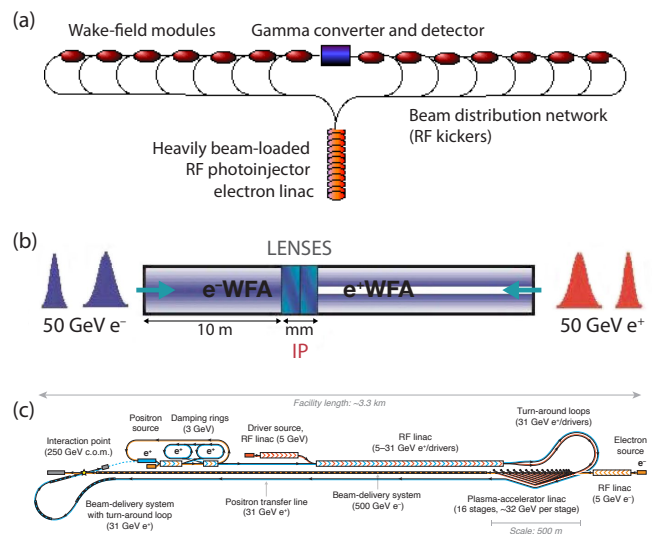 (a)
Wake-field modules
Gamma converter and detector
Beam distribution network
(RF kickers)
Heavily beam-loaded
RF photoinjector
electron linac
(b)
LENSES
e⁻WFA
e⁺WFA
50 GeV e⁻
50 GeV e⁺
10 m
mm
IP
Facility length: ~3.3 km
(c)
Positron
source
Damping rings
(3 GeV)
Driver source,
RF linac (5 GeV)
RF linac
(5–31 GeV e⁺/drivers)
Turn-around loops
(31 GeV e⁺/drivers)
Electron
source
Interaction point
(250 GeV c.o.m.)
e⁺
e⁺
e⁺
e⁻
Beam-delivery system
with turn-around loop
(31 GeV e⁺)
Positron transfer line
(31 GeV e⁺)
Beam-delivery system
(500 GeV e⁻)
Plasma-accelerator linac
(16 stages, ~32 GeV per stage)
RF linac
(5 GeV e⁻)
Scale: 500 m